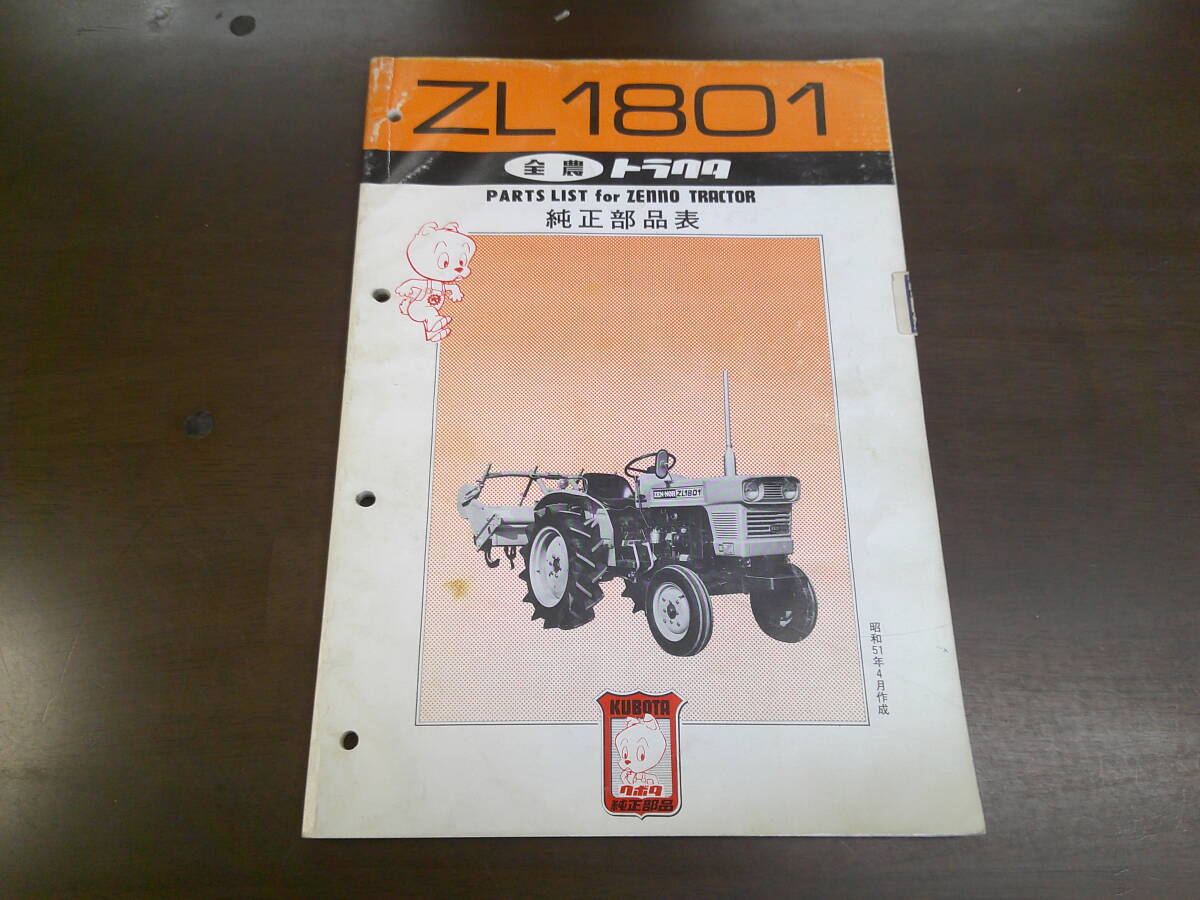 ZL1801
全農 トラクタ
PARTS LIST for ZENNO TRACTOR
純正部品表
ZEN-NOH ZL1801
昭和51年4月作成
KUBOTA
クボタ
純正部品